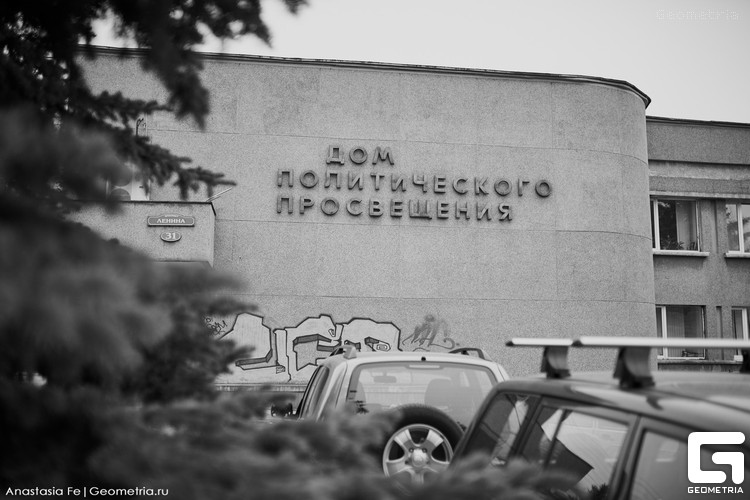 Geometria
ДОМ
ПОЛИТИЧЕСКОГО
ПРОСВЕЩЕНИЯ
ЛЕНИНА
31
Anastasia Fe|Geometria.ru
GEOMETRIA